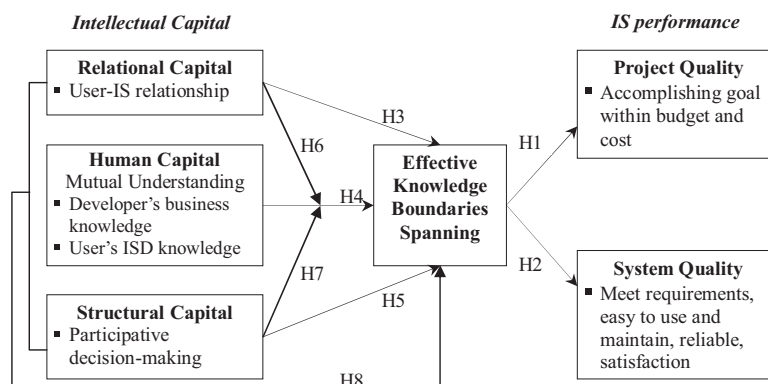 Intellectual Capital
IS performance
Relational Capital
▪ User-IS relationship
Human Capital
Mutual Understanding
▪ Developer's business
knowledge
▪ User's ISD knowledge
Structural Capital
▪ Participative
decision-making
H3
H6
H4
H7
H5
H8
Effective
Knowledge
Boundaries
Spanning
H1
H2
Project Quality
▪ Accomplishing goal
within budget and
cost
System Quality
▪ Meet requirements,
easy to use and
maintain, reliable,
satisfaction